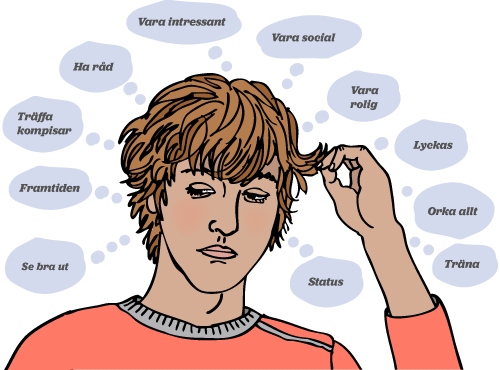 Vara intressant
Vara social
Ha råd
Vara
rolig
Träffa
kompisar
Lyckas
Framtiden
Orka allt
Se bra ut
Träna
Status